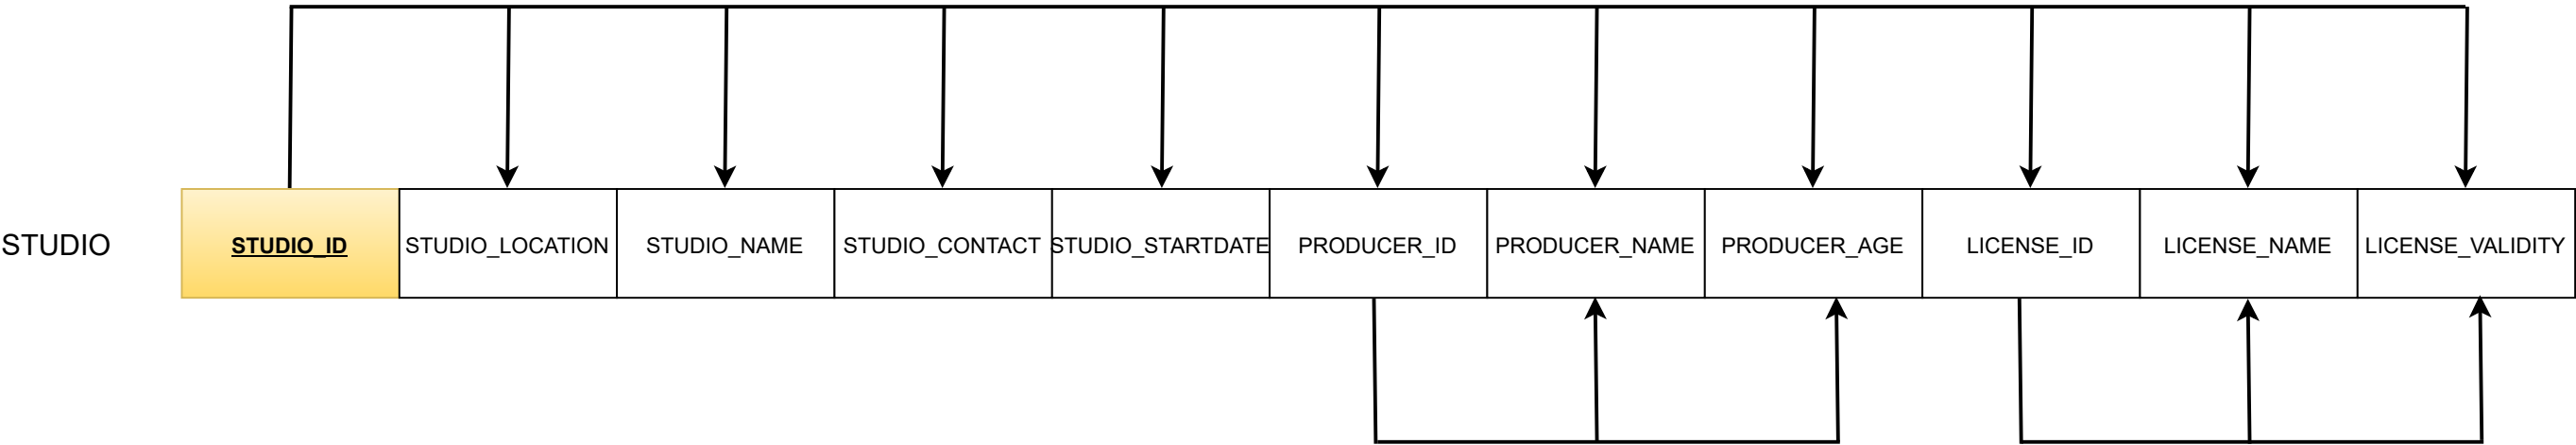 STUDIO
STUDIO_ID
STUDIO_LOCATION
STUDIO_NAME
STUDIO_CONTACT
STUDIO_STARTDATE
PRODUCER_ID
PRODUCER_NAME
PRODUCER_AGE
LICENSE_ID
LICENSE_NAME
LICENSE_VALIDITY